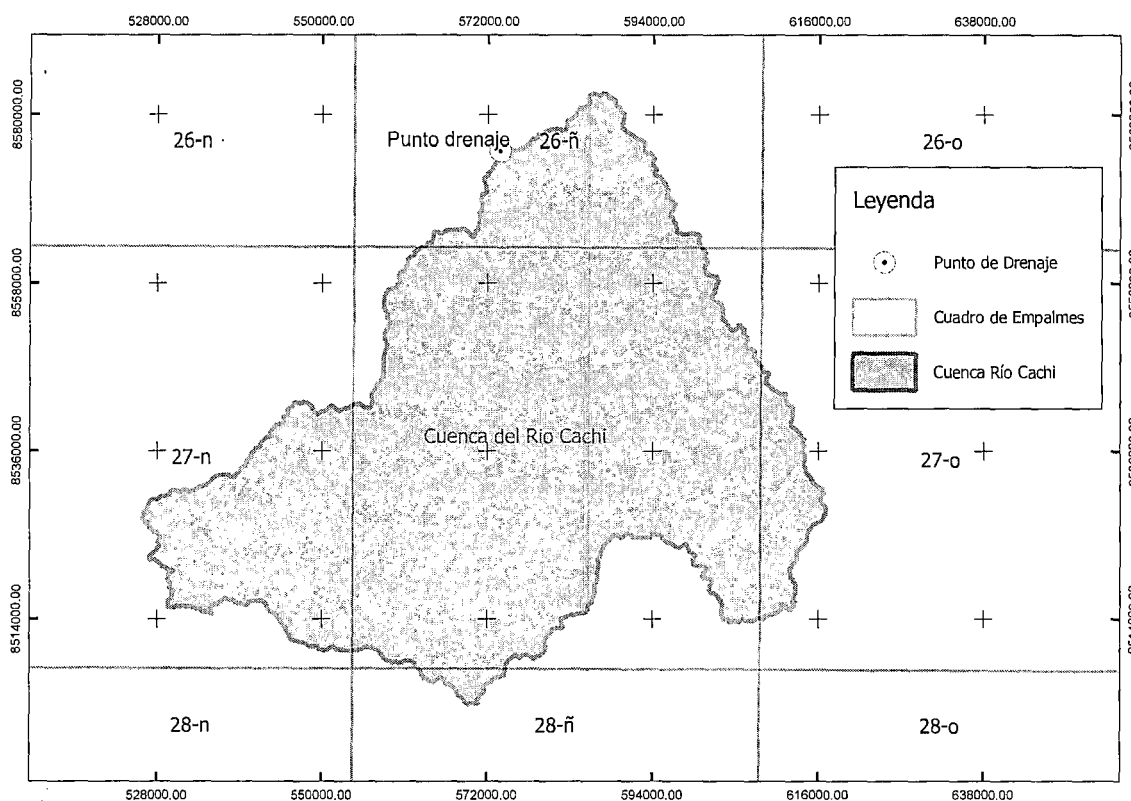 528000.00 550000.00 572000.00 594000.00 616000.00 638000.00
8580000.00
26-n
Punto drenaje
26-ñ
26-o
Leyenda
Punto de Drenaje
Cuadro de Empalmes
Cuenca Río Cachi
8558000.00
Cuenca del Río Cachi
27-n
27-o
8536000.00
8514000.00
28-n
28-ñ
28-o
528000.00 550000.00 572000.00 594000.00 616000.00 638000.00